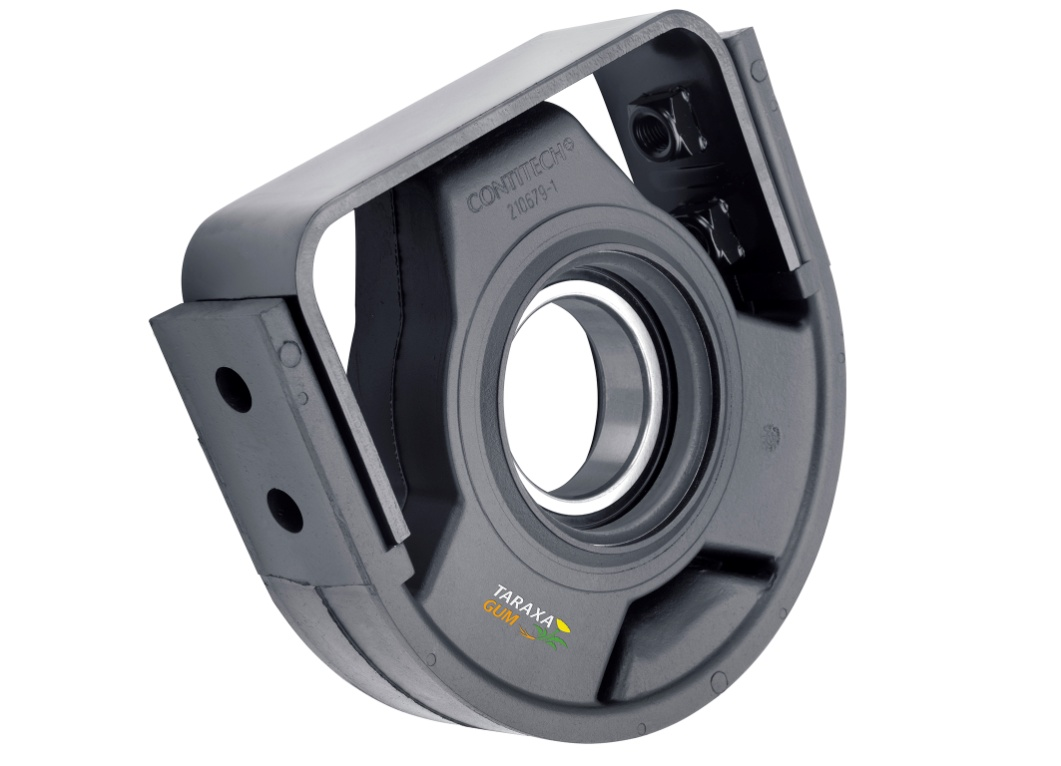 CONTITECH
210679-1
TARAXA
GUM